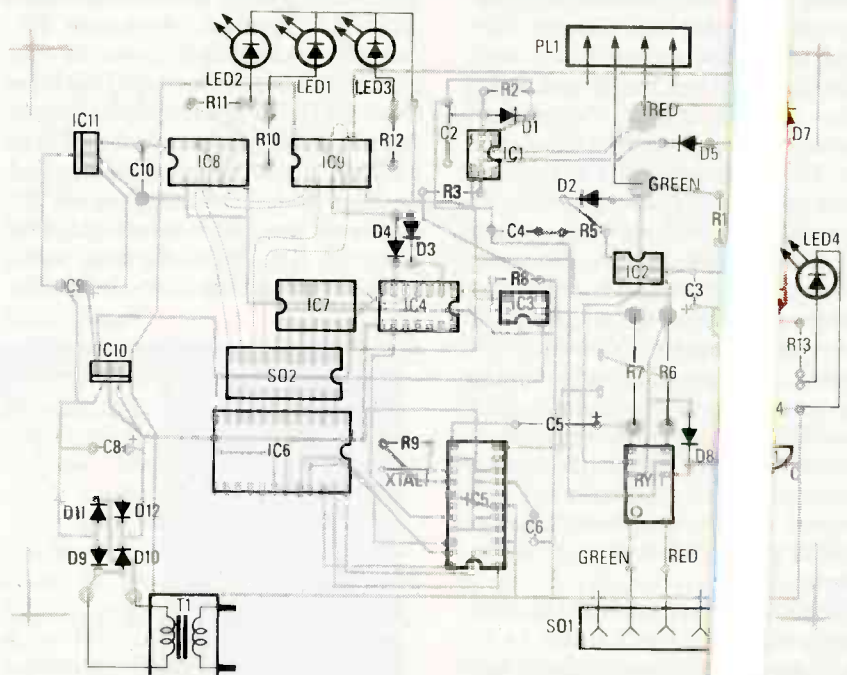 PL1
LED2
LED1
LED3
R11
R10
R12
R2
C2
D1
RED
IC11
C10
IC8
IC9
IC1
D5
D7
R3
D2
GREEN
R1
D4
D3
C4
R5
IC2
LED4
C9
IC7
IC4
R8
C3
C3
R13
IC10
SO2
R7
R6
4
C8
IC6
R9
C5
D8
XTAL1
IC5
RY1
C6
D11
D12
D9
D10
GREEN
RED
T1
SO1